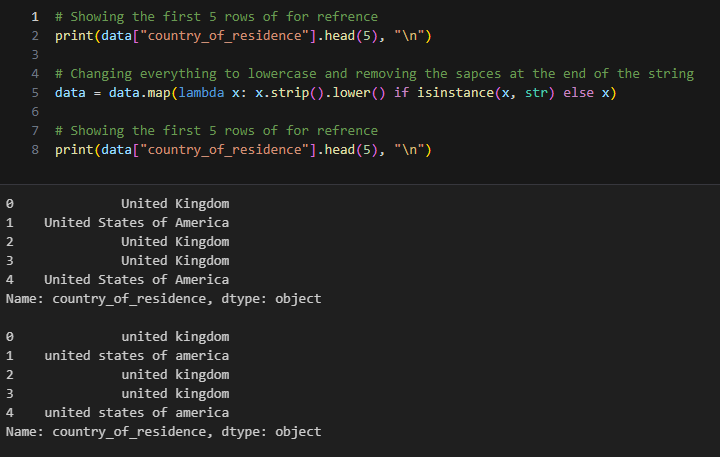 1 # Showing the first 5 rows of for refrence
2 print(data["country_of_residence"].head(5), "\n")
3
4 # Changing everything to lowercase and removing the sapces at the end of the string
5 data = data.map(lambda x: x.strip().lower() if isinstance(x, str) else x)
6
7 # Showing the first 5 rows of for refrence
8 print(data["country_of_residence"].head(5), "\n")
0 United Kingdom
1 United States of America
2 United Kingdom
3 United Kingdom
4 United States of America
Name: country_of_residence, dtype: object
0 united kingdom
1 united states of america
2 united kingdom
3 united kingdom
4 united states of america
Name: country_of_residence, dtype: object